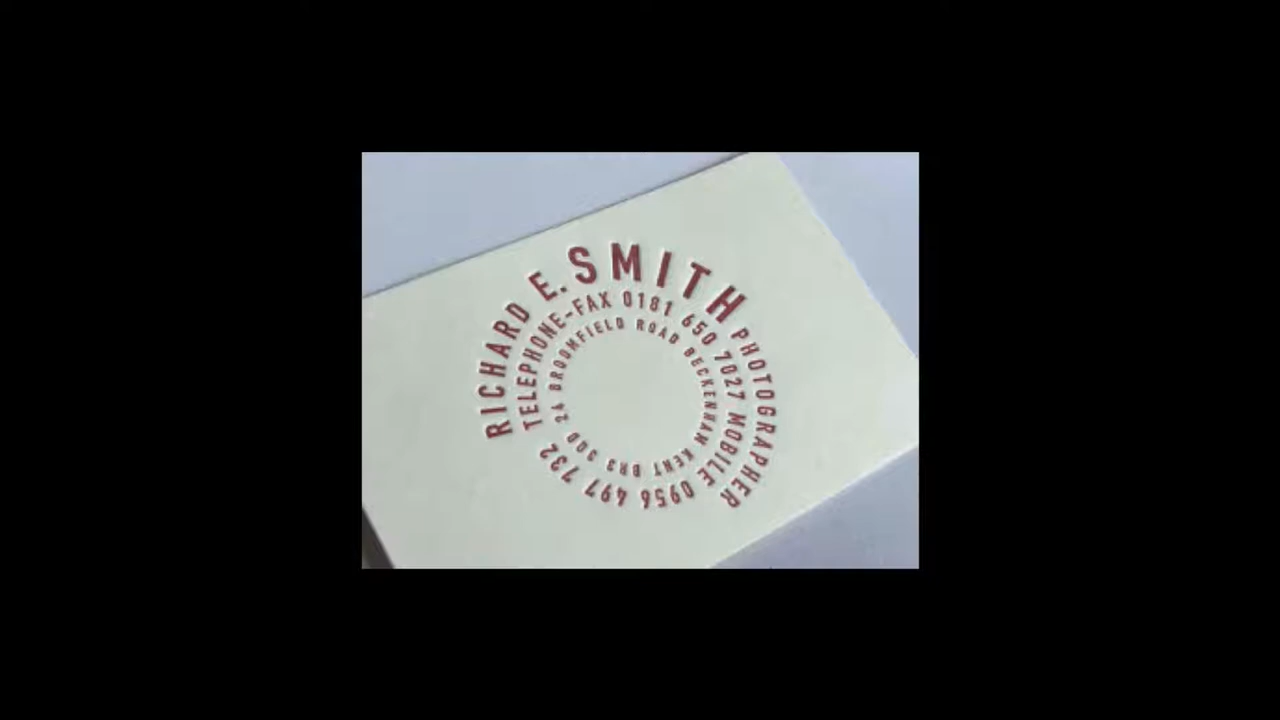 RICHARD E. SMITH PHOTOGRAPHER
TELEPHONE-FAX 0181 650 7027 MOBILE 0956 497 732
24 BROOMFIELD ROAD BECKENHAM KENT BR3 3QD